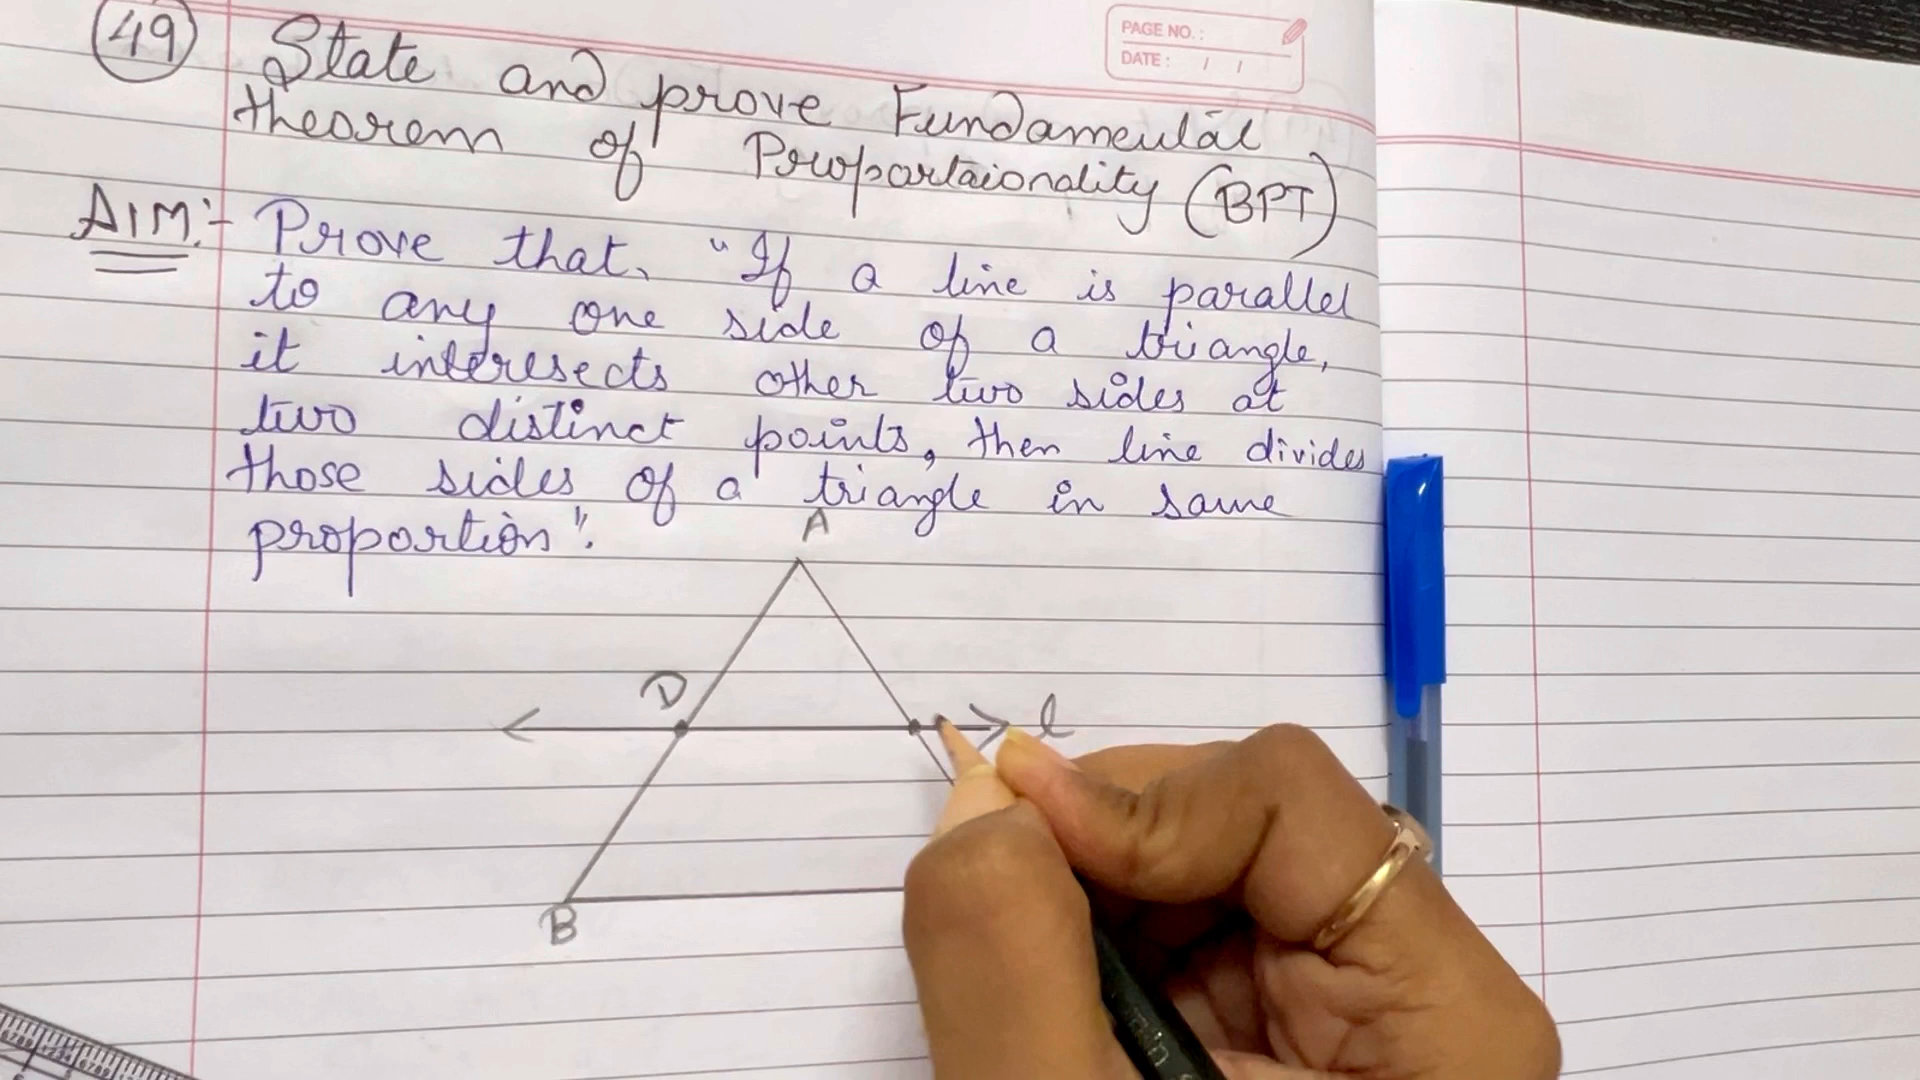 PAGE NO.:
DATE: / /
49 State and prove Fundamental
theorem of Propartaionality (BPT)
AIM:- Prove that, "If a line is parallel
to any one side of a triangle,
it interesects other two sides at
two distinct points, then line divides
those sides of a triangle in same
proportion".
A
D
l
B